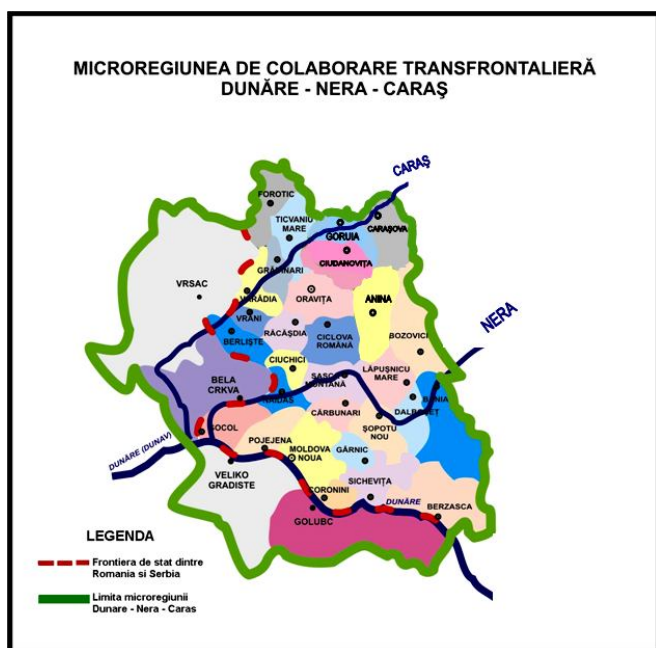 MICROREGIUNEA DE COLABORARE TRANSFRONTALIERĂ
DUNĂRE - NERA - CARAŞ
CARAŞ
FOROTIC
TICVANIU
MARE
GORUIA
CARAŞOVA
CIUDANOVIŢA
GRĂDINARI
VRSAC
VĂRĂDIA
ORAVIŢA
ANINA
NERA
VRANI
BERLIŞTE
RĂCĂŞDIA
CICLOVA
ROMÂNĂ
BOZOVICI
CIUCHICI
BELA
CRKVA
SASCA
MONTANĂ
LĂPUŞNICU
MARE
NAIDAŞ
BĂNIA
DALBOŞEŢ
CĂRBUNARI
SOCOL
ŞOPOTU
NOU
POJEJENA
MOLDOVA
NOUA
GÂRNIC
DUNĂRE (DUNAV)
VELIKO
GRADISTE
SICHEVIŢA
CORONINI
DUNĂRE
GOLUBC
BERZASCA
LEGENDA
Frontiera de stat dintre
Romania si Serbia
Limita microregiunii
Dunare - Nera - Caras